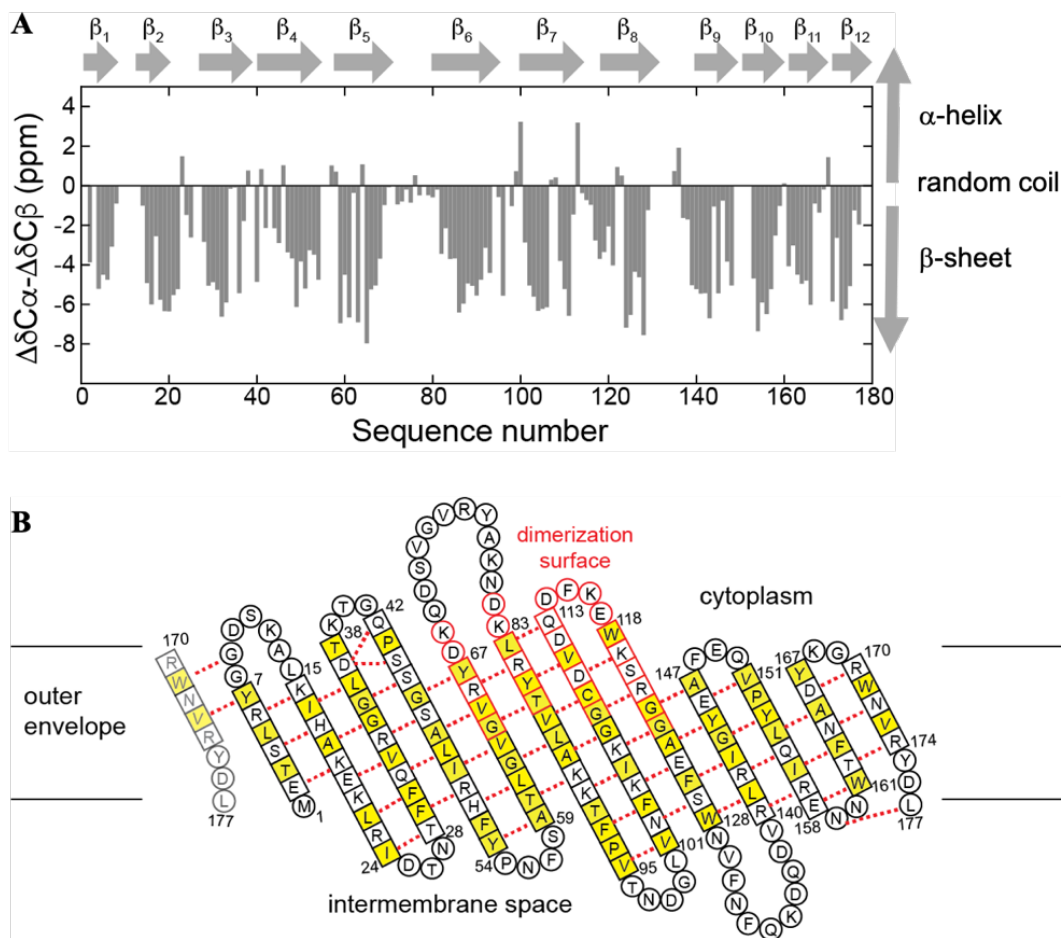 A
β1 β2 β3 β4 β5 β6 β7 β8 β9 β10 β11 β12
ΔδCα-ΔδCβ (ppm)
4
2
0
-2
-4
-6
-8
0 20 40 60 80 100 120 140 160 180
Sequence number
α-helix
random coil
β-sheet
B
dimerization
surface
cytoplasm
outer
envelope
intermembrane space
170
R W N V R Y D L
177
1
M E T S L R Y
7
G G D S K A L
15
K I H A K E K L R I
24
D T N
28
T F F Q V R G G L D T
38
K T G
42
Q P S S G S A L I R H F Y
54
P N F S
59
A T L G V G V R Y
67
D K Q D S V G V R Y A K N D K
83
L R Y T V L A K K T F P V
95
T N D G L
101
V N F K I K G G C D V D Q
113
D F K E
118
W K S R G G A E F S W
128
N V F N F Q K D Q D V
140
R L R I G Y E A
147
F E Q
151
V P Y L Q I R E
158
N N
161
W T F N A D Y
167
K G
170
R W N V R
174
Y D L
177